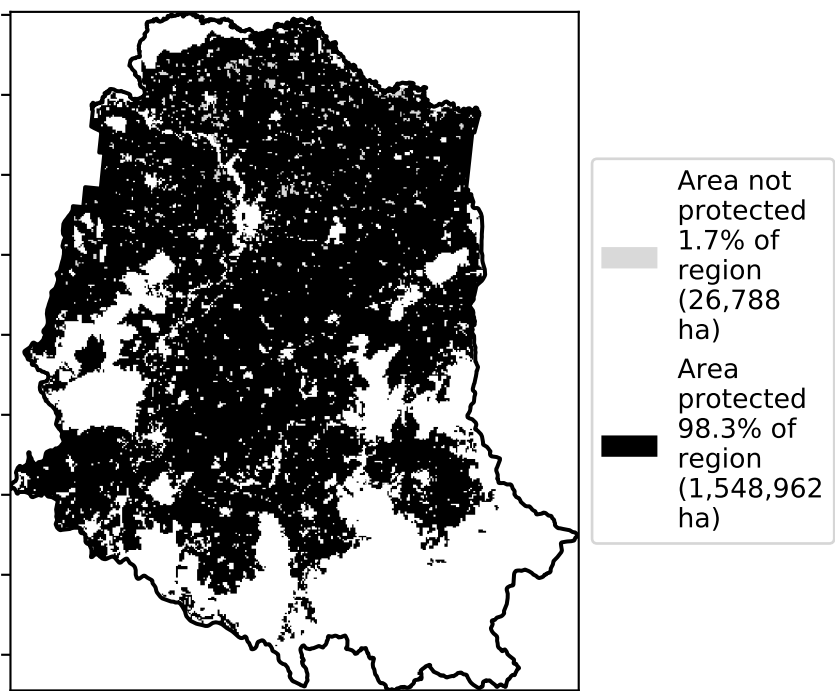 Area not
protected
1.7% of
region
(26,788
ha)
Area
protected
98.3% of
region
(1,548,962
ha)